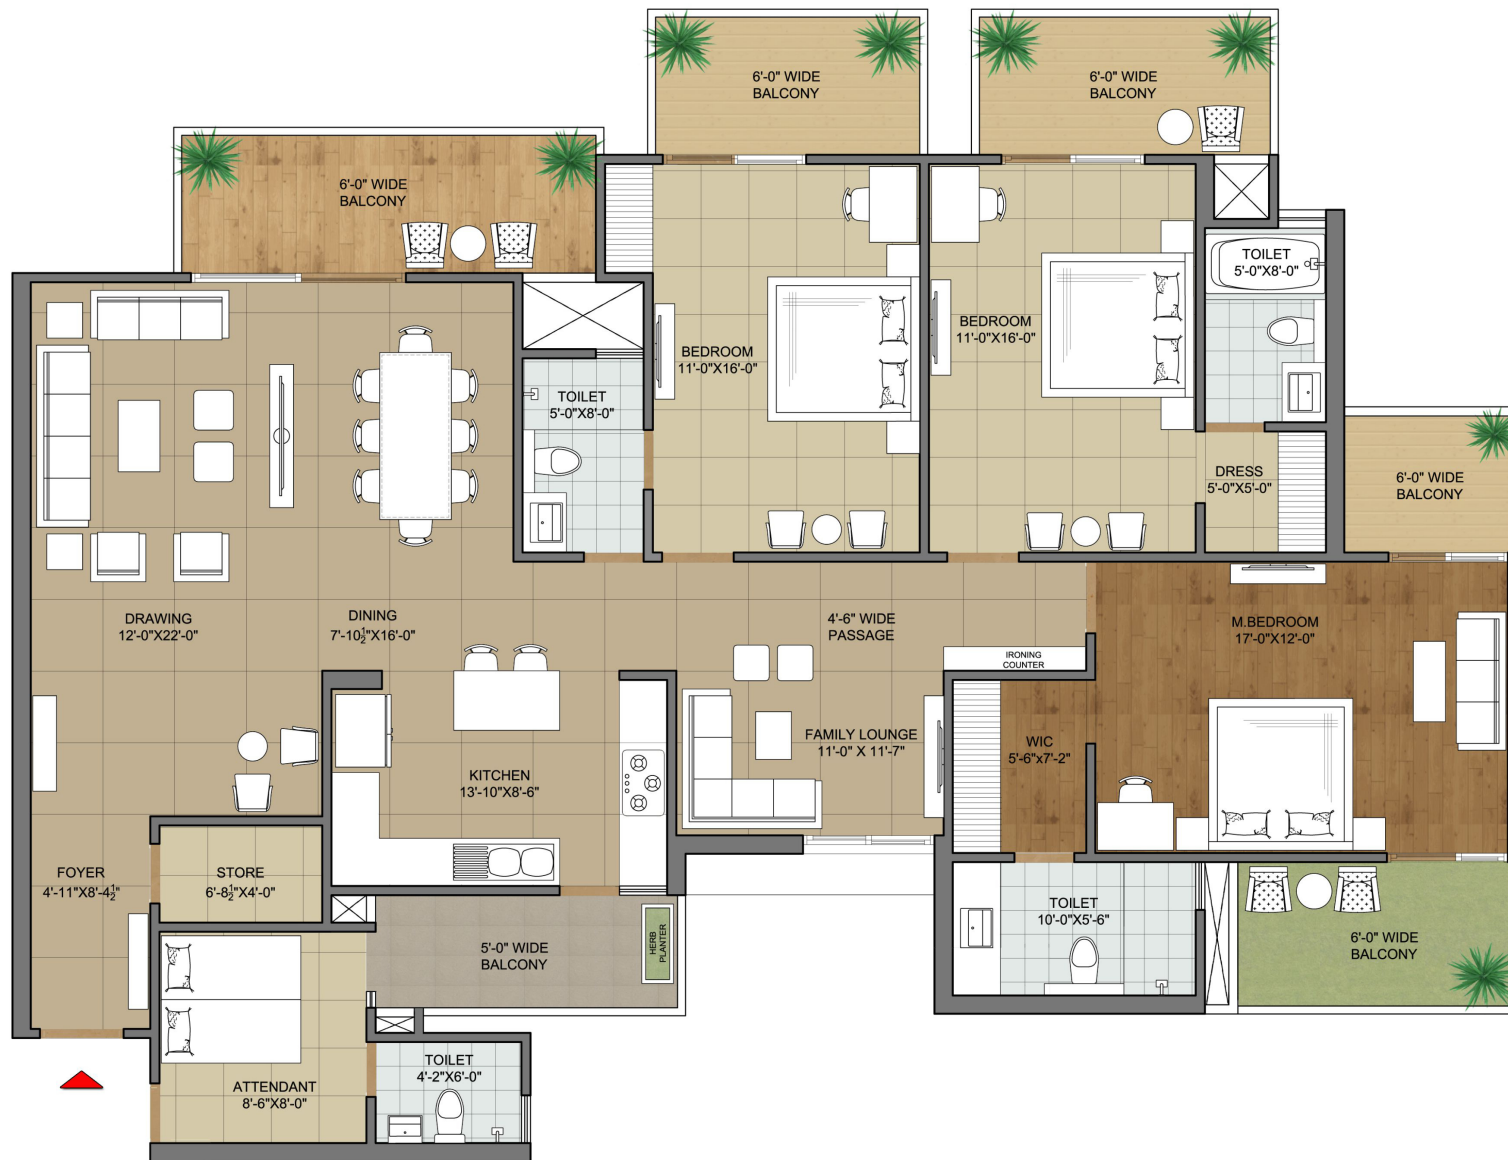 6'-0" WIDE
BALCONY
6'-0" WIDE
BALCONY
6'-0" WIDE
BALCONY
TOILET
5'-0"X8'-0"
BEDROOM
11'-0"X16'-0"
BEDROOM
11'-0"X16'-0"
TOILET
5'-0"X8'-0"
DRESS
5'-0"X5'-0"
6'-0" WIDE
BALCONY
DRAWING
12'-0"X22'-0"
DINING
7'-10½"X16'-0"
4'-6" WIDE
PASSAGE
M.BEDROOM
17'-0"X12'-0"
IRONING
COUNTER
FAMILY LOUNGE
11'-0" X 11'-7"
WIC
5'-6"x7'-2"
KITCHEN
13'-10"X8'-6"
FOYER
4'-11"X8'-4½"
STORE
6'-8½"X4'-0"
TOILET
10'-0"X5'-6"
5'-0" WIDE
BALCONY
HERB
PLANTER
6'-0" WIDE
BALCONY
TOILET
4'-2"X6'-0"
ATTENDANT
8'-6"X8'-0"